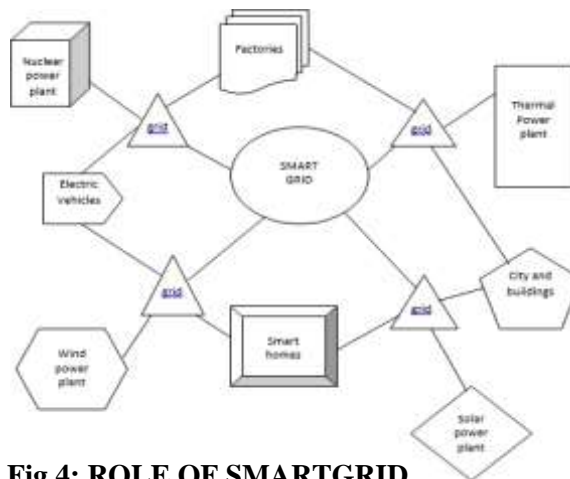 Nuclear
power
plant
Factories
Thermal
Power
plant
grid
grid
SMART
GRID
Electric
Vehicles
City and
buildings
grid
grid
Wind
power
plant
Smart
homes
Solar
power
plant
Fig 4: ROLE OF SMARTGRID